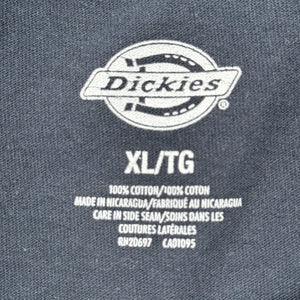 Dickies®
XL/TG
100% COTTON/100% COTON
MADE IN NICARAGUA/FABRIQUÉ AU NICARAGUA
CARE IN SIDE SEAM/SOINS DANS LES
COUTURES LATÉRALES
RN20697 CA01095